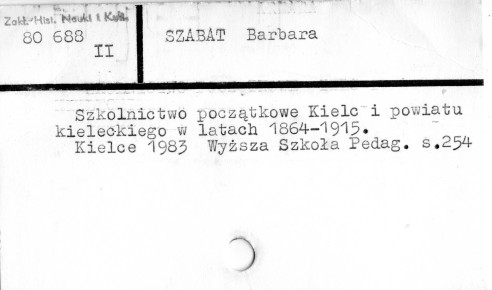 Zakł. Hist. Nauki i
80 688
II
SZABAT Barbara
Szkolnictwo początkowe Kielc i powiatu
kieleckiego w latach 1864-1915.
Kielce 1983 Wyższa Szkoła Pedag. s.254